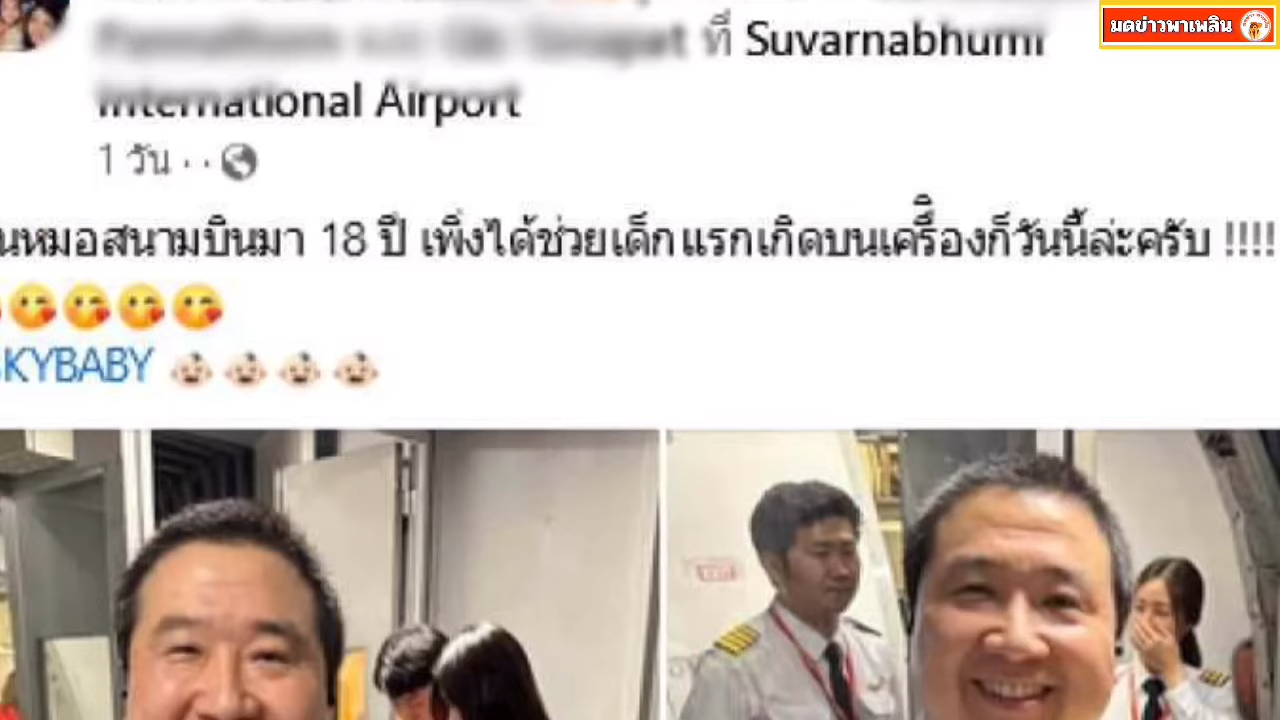 มดข่าวพาเพลิน
ที่ Suvarnabhumi
International Airport
1 วัน
นหมอสนามบินมา 18 ปี เพิ่งได้ช่วยเด็กแรกเกิดบนเครื่ิองก็วันนี้ล่ะครับ !!!!
KYBABY